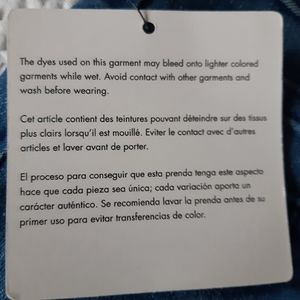 The dyes used on this garment may bleed onto lighter colored
garments while wet. Avoid contact with other garments and
wash before wearing.
Cet article contient des teintures pouvant déteindre sur des tissus
plus clairs lorsqu'il est mouillé. Eviter le contact avec d'autres
articles et laver avant de porter.
El proceso para conseguir que esta prenda tenga este aspecto
hace que cada pieza sea única; cada variación aporta un
carácter auténtico. Se recomienda lavar la prenda antes de su
primer uso para evitar transferencias de color.